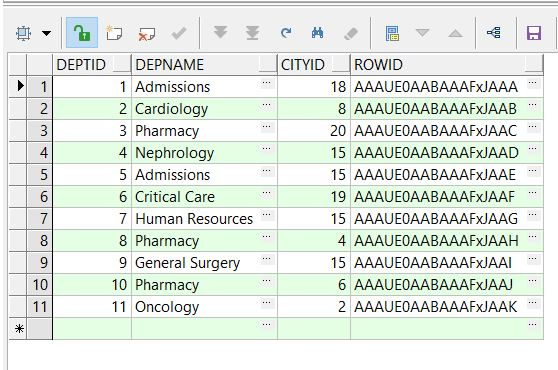 DEPTID DEPNAME CITYID ROWID
1 1 Admissions ... 18 AAAUE0AABAAAFxJAAA
2 2 Cardiology ... 8 AAAUE0AABAAAFxJAAB
3 3 Pharmacy ... 20 AAAUE0AABAAAFxJAAC
4 4 Nephrology ... 15 AAAUE0AABAAAFxJAAD
5 5 Admissions ... 15 AAAUE0AABAAAFxJAAE
6 6 Critical Care ... 19 AAAUE0AABAAAFxJAAF
7 7 Human Resources ... 15 AAAUE0AABAAAFxJAAG
8 8 Pharmacy ... 4 AAAUE0AABAAAFxJAAH
9 9 General Surgery ... 15 AAAUE0AABAAAFxJAAI
10 10 Pharmacy ... 6 AAAUE0AABAAAFxJAAJ
11 11 Oncology ... 2 AAAUE0AABAAAFxJAAK
* ...